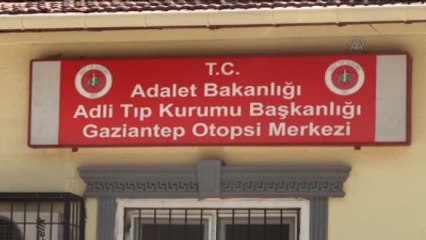 T.C.
Adalet Bakanlığı
Adli Tıp Kurumu Başkanlığı
Gaziantep Otopsi Merkezi